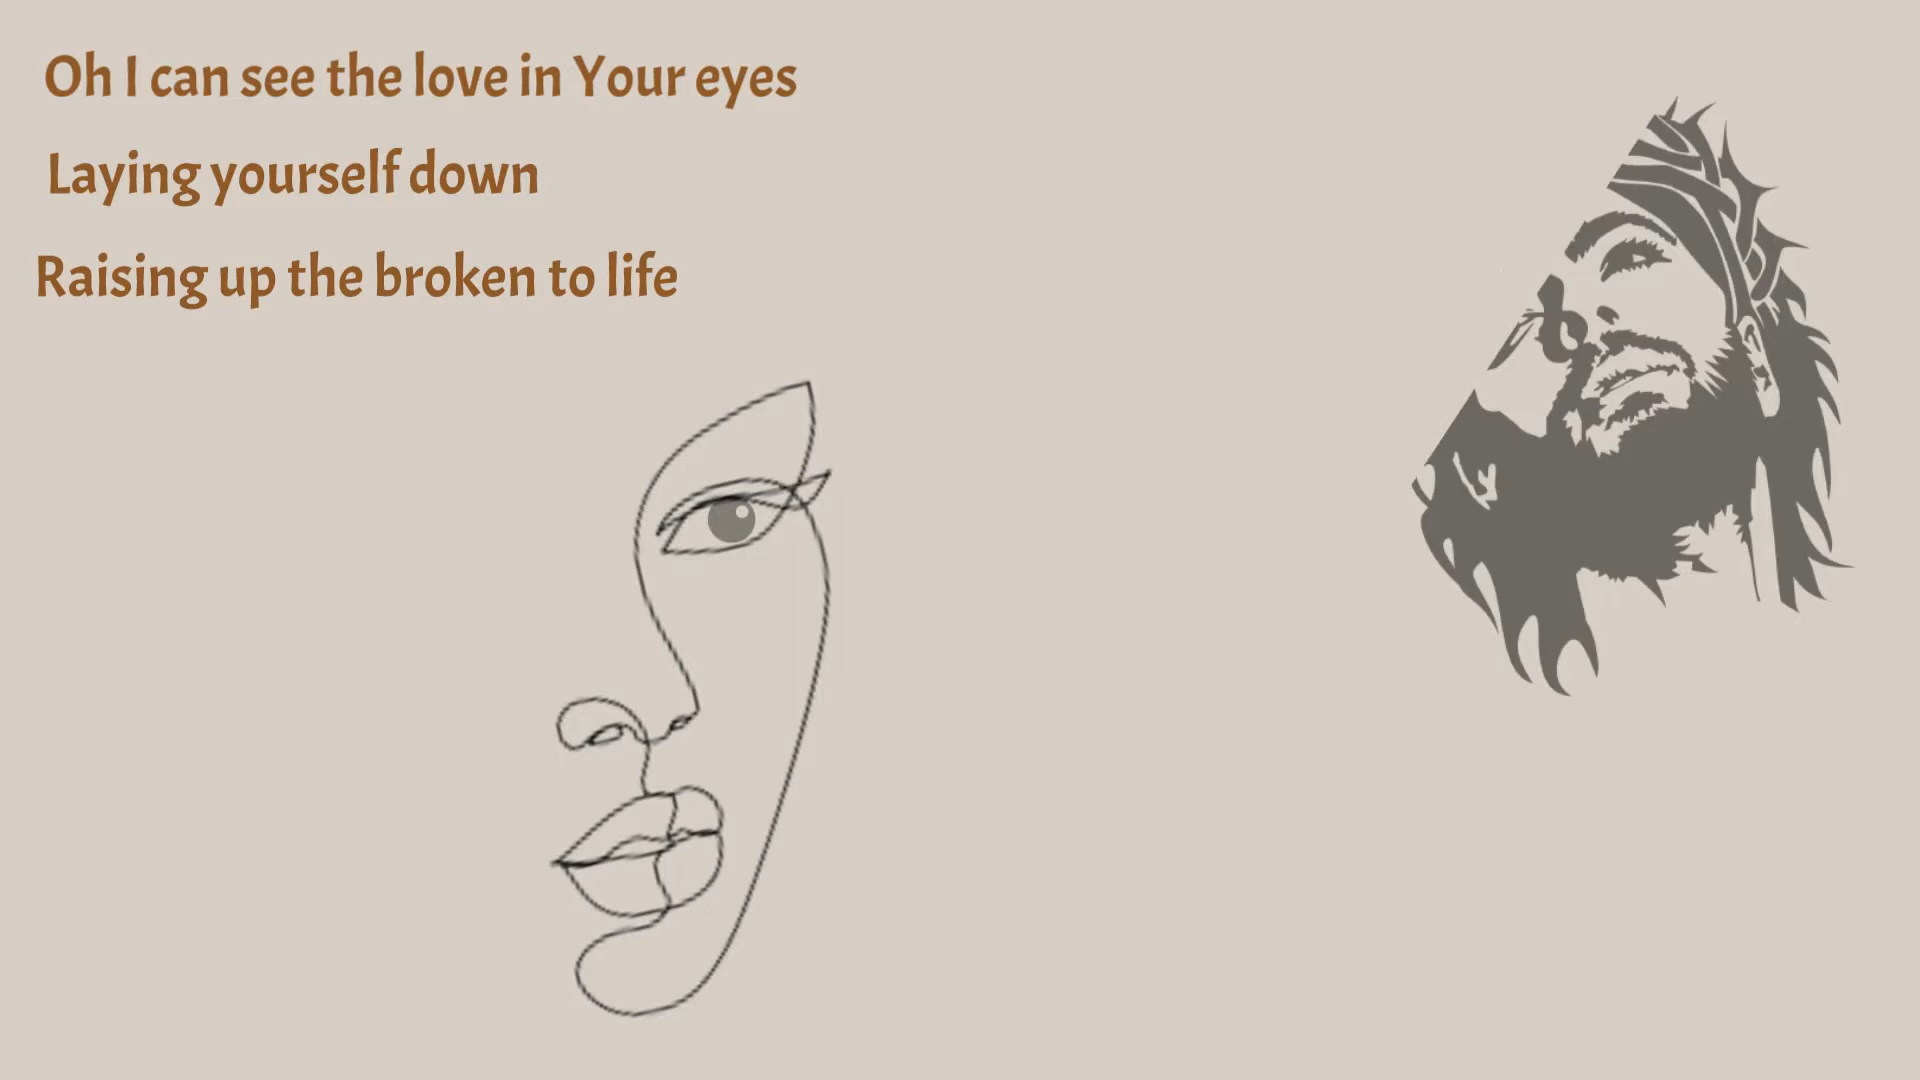 Oh I can see the love in Your eyes
Laying yourself down
Raising up the broken to life